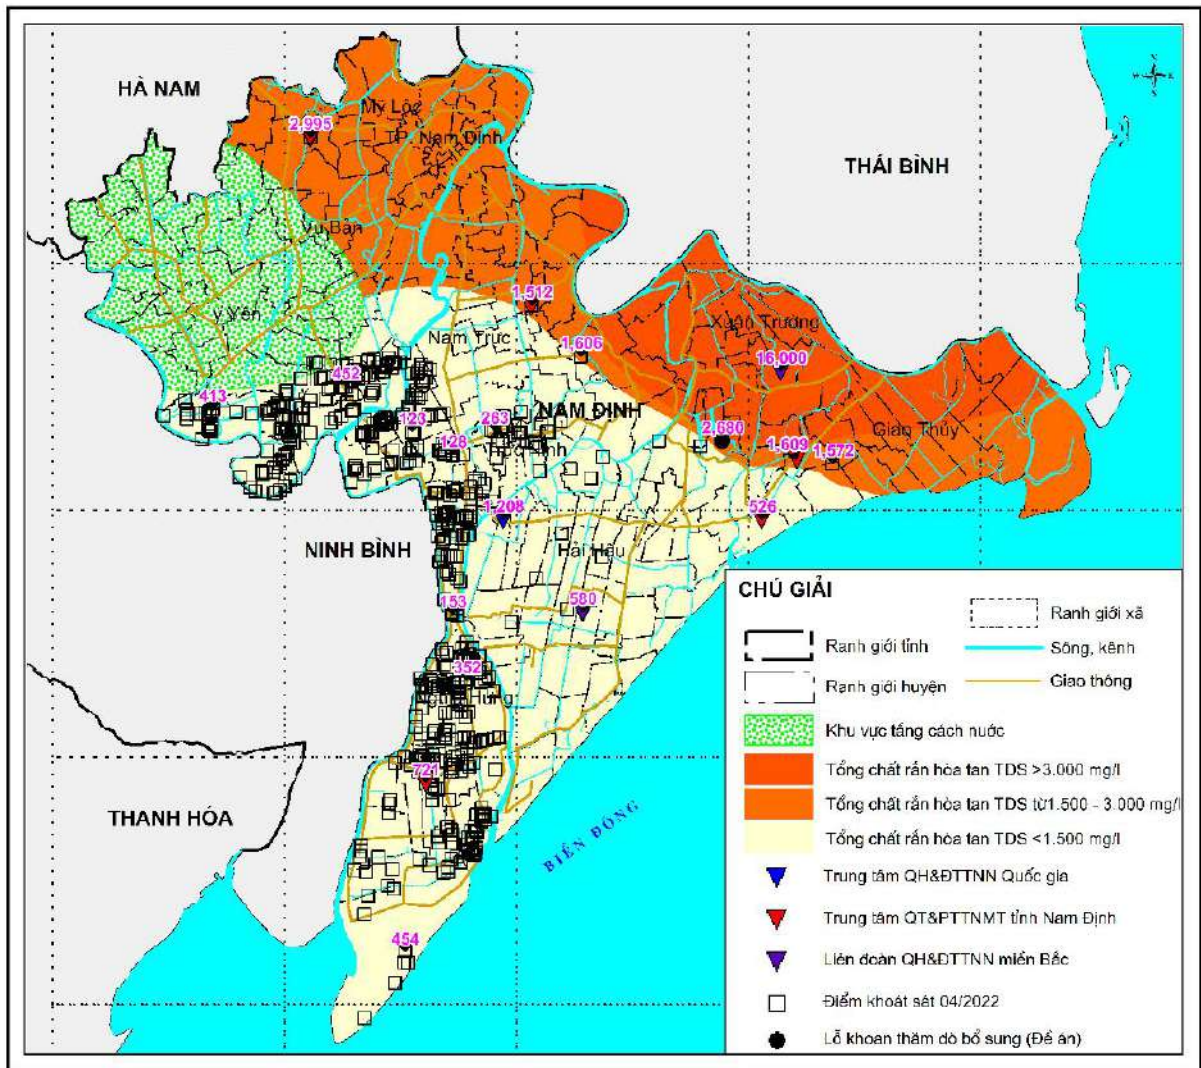 HÀ NAM
Mỹ Lộc
2,995
TP. Nam Định
THÁI BÌNH
Vụ Bản
Ý Yên
1,512
Nam Trực
Xuân Trường
1,606
16,000
452
413
123
263
NAM ĐỊNH
128
2,680
Giao Thủy
1,609
1,572
1,208
526
NINH BÌNH
Hải Hậu
153
580
352
Hưng
721
THANH HÓA
BIỂN ĐÔNG
454
CHÚ GIẢI
Ranh giới tỉnh
Ranh giới huyện
Ranh giới xã
Sông, kênh
Giao thông
Khu vực tầng cách nước
Tổng chất rắn hòa tan TDS >3.000 mg/l
Tổng chất rắn hòa tan TDS từ 1.500 - 3.000 mg/l
Tổng chất rắn hòa tan TDS <1.500 mg/l
Trung tâm QH&ĐTTNN Quốc gia
Trung tâm QT&PTTNMT tỉnh Nam Định
Liên đoàn QH&ĐTTNN miền Bắc
Điểm khoát sát 04/2022
Lỗ khoan thăm dò bổ sung (Đề án)